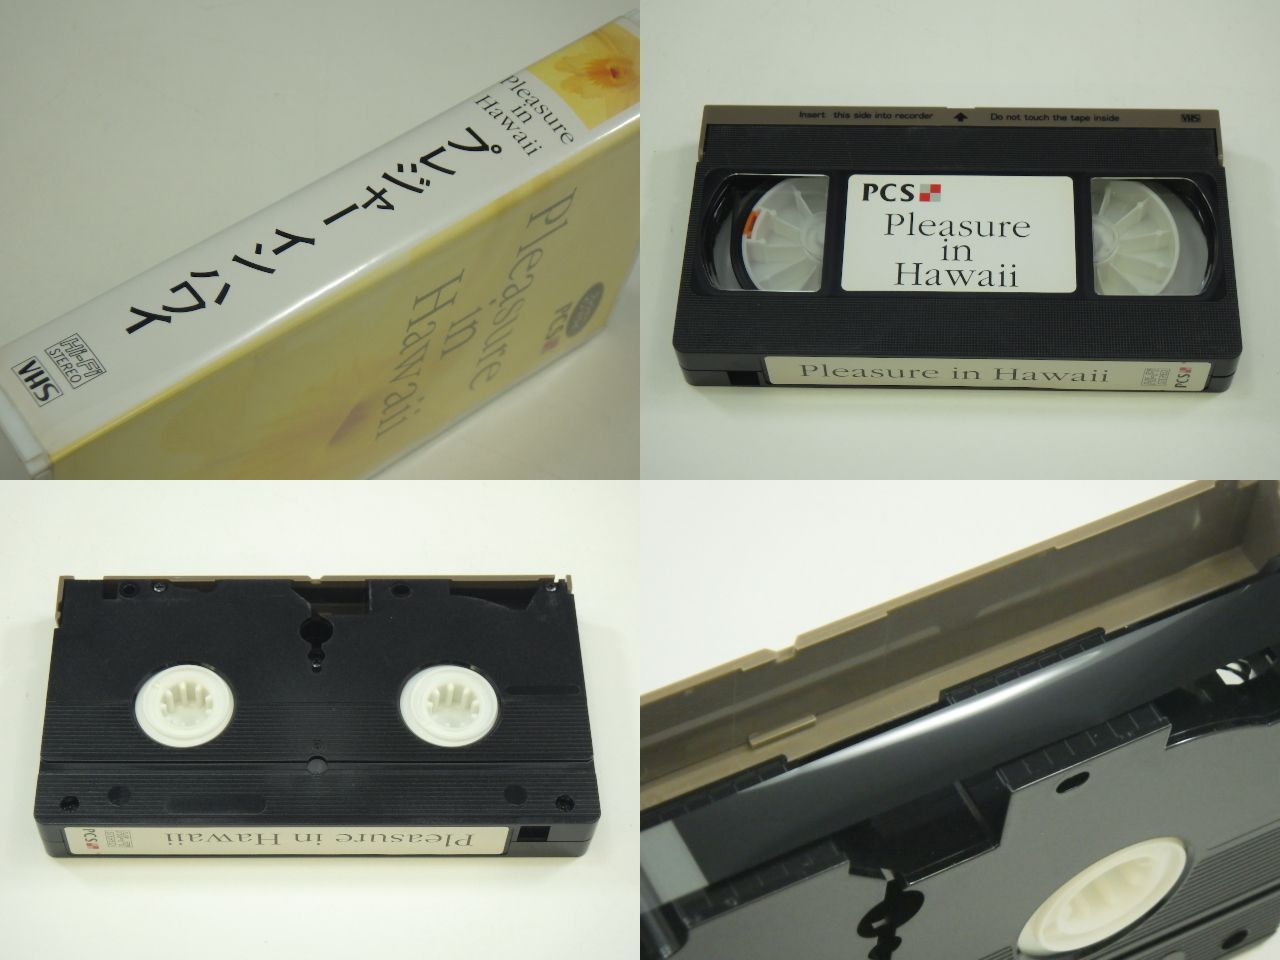 Pleasure
in
Hawaii
プレジャーインハワイ
Hi-Fi
STEREO
VHS
Pleasure
in
Hawaii
PCS
Insert this side into recorder
Do not touch the tape inside
VHS
PCS
Pleasure
in
Hawaii
Pleasure in Hawaii
PCS
Pleasure in Hawaii
PCS